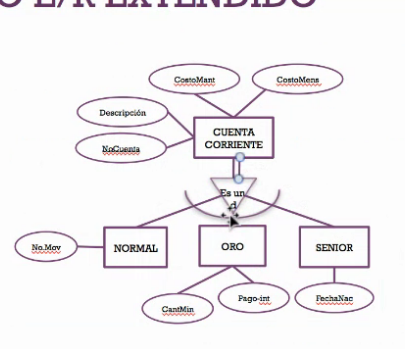 O E/R EXTENDIDO
CostoMant
CostoMens
Descripción
NoCuenta
CUENTA
CORRIENTE
Es un
d
No.Mov
NORMAL
ORO
SENIOR
CantMin
Pago-int
FechaNac